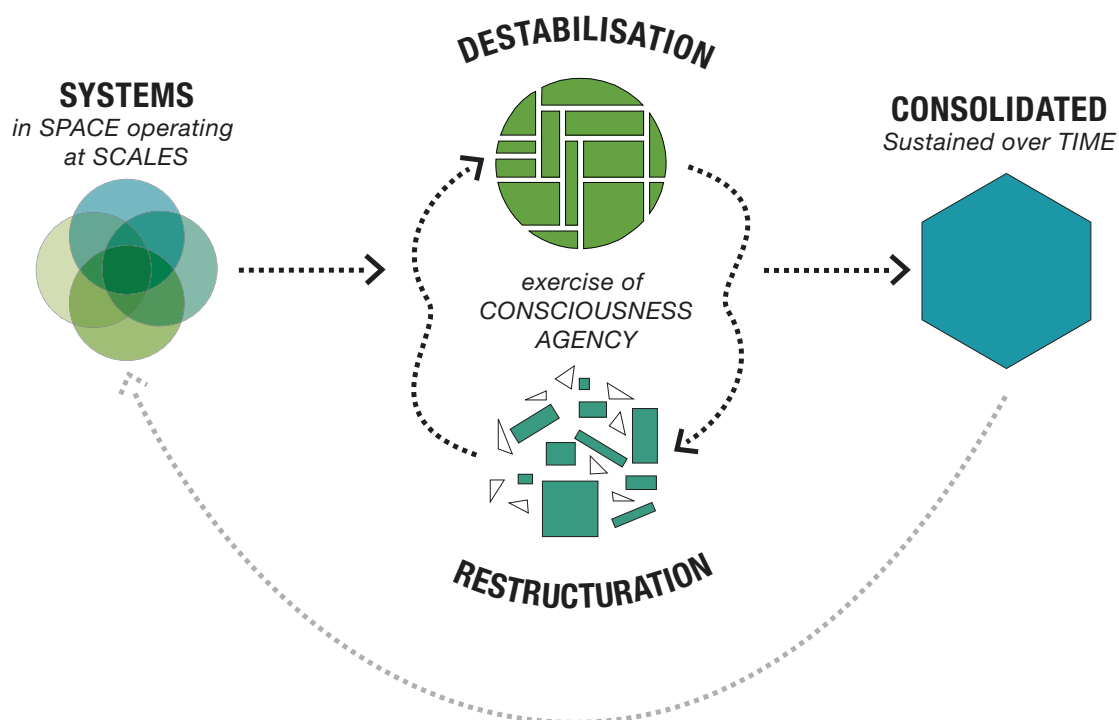 SYSTEMS
in SPACE operating
at SCALES
DESTABILISATION
exercise of
CONSCIOUSNESS
AGENCY
RESTRUCTURATION
CONSOLIDATED
Sustained over TIME